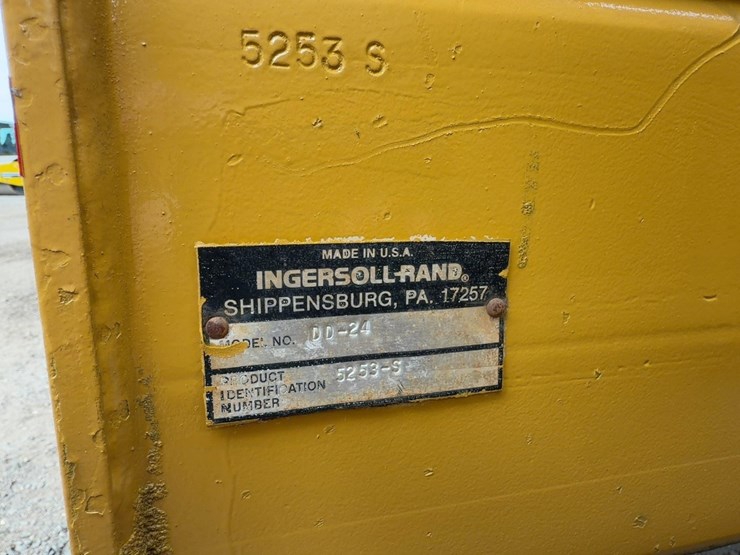 5253 S
MADE IN U.S.A.
INGERSOLL-RAND®
SHIPPENSBURG, PA. 17257
MODEL NO. DD-24
PRODUCT
IDENTIFICATION 5253-S
NUMBER